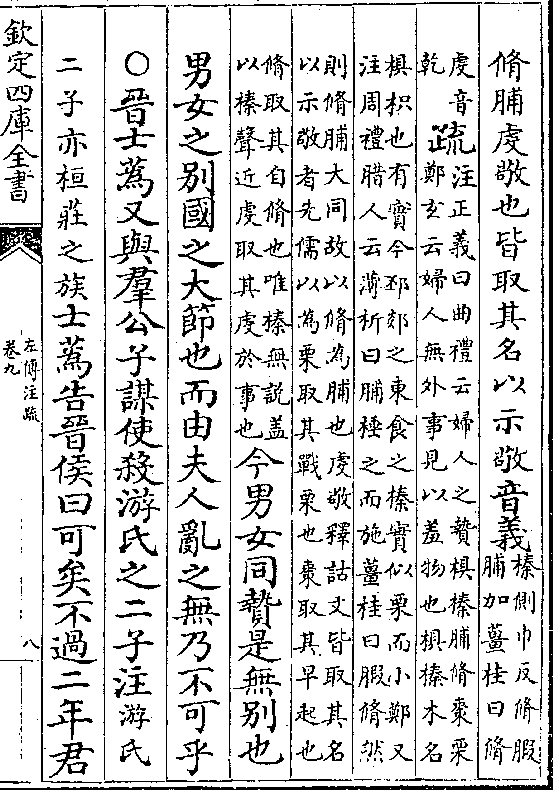 脩脯虔敬也皆取其名以示敬音義榛側巾反脩腶
脯加薑桂曰脩
虔音
乾疏注正義曰曲禮云婦人之贄椇榛脯脩棗栗
鄭玄云婦人無外事見以羞物也椇榛木名
椇枳也有實今邳郯之東食之榛實似栗而小鄭又
注周禮腊人云薄析曰脯捶之而施薑桂曰腶脩然
則脩脯大同故以脩為脯也虔敬釋詁文皆取其名
以示敬者先儒以為栗取其戰栗也棗取其早起也
脩取其自脩也唯榛無説蓋
以榛聲近虔取其虔於事也今男女同贄是無別也
男女之别國之大節也而由夫人亂之無乃不可乎
○晉士蒍又與羣公子謀使殺游氏之二子注游氏
二子亦桓莊之族士蒍告晉侯曰可矣不過二年君
欽定四庫全書
左傳注疏
卷九
八